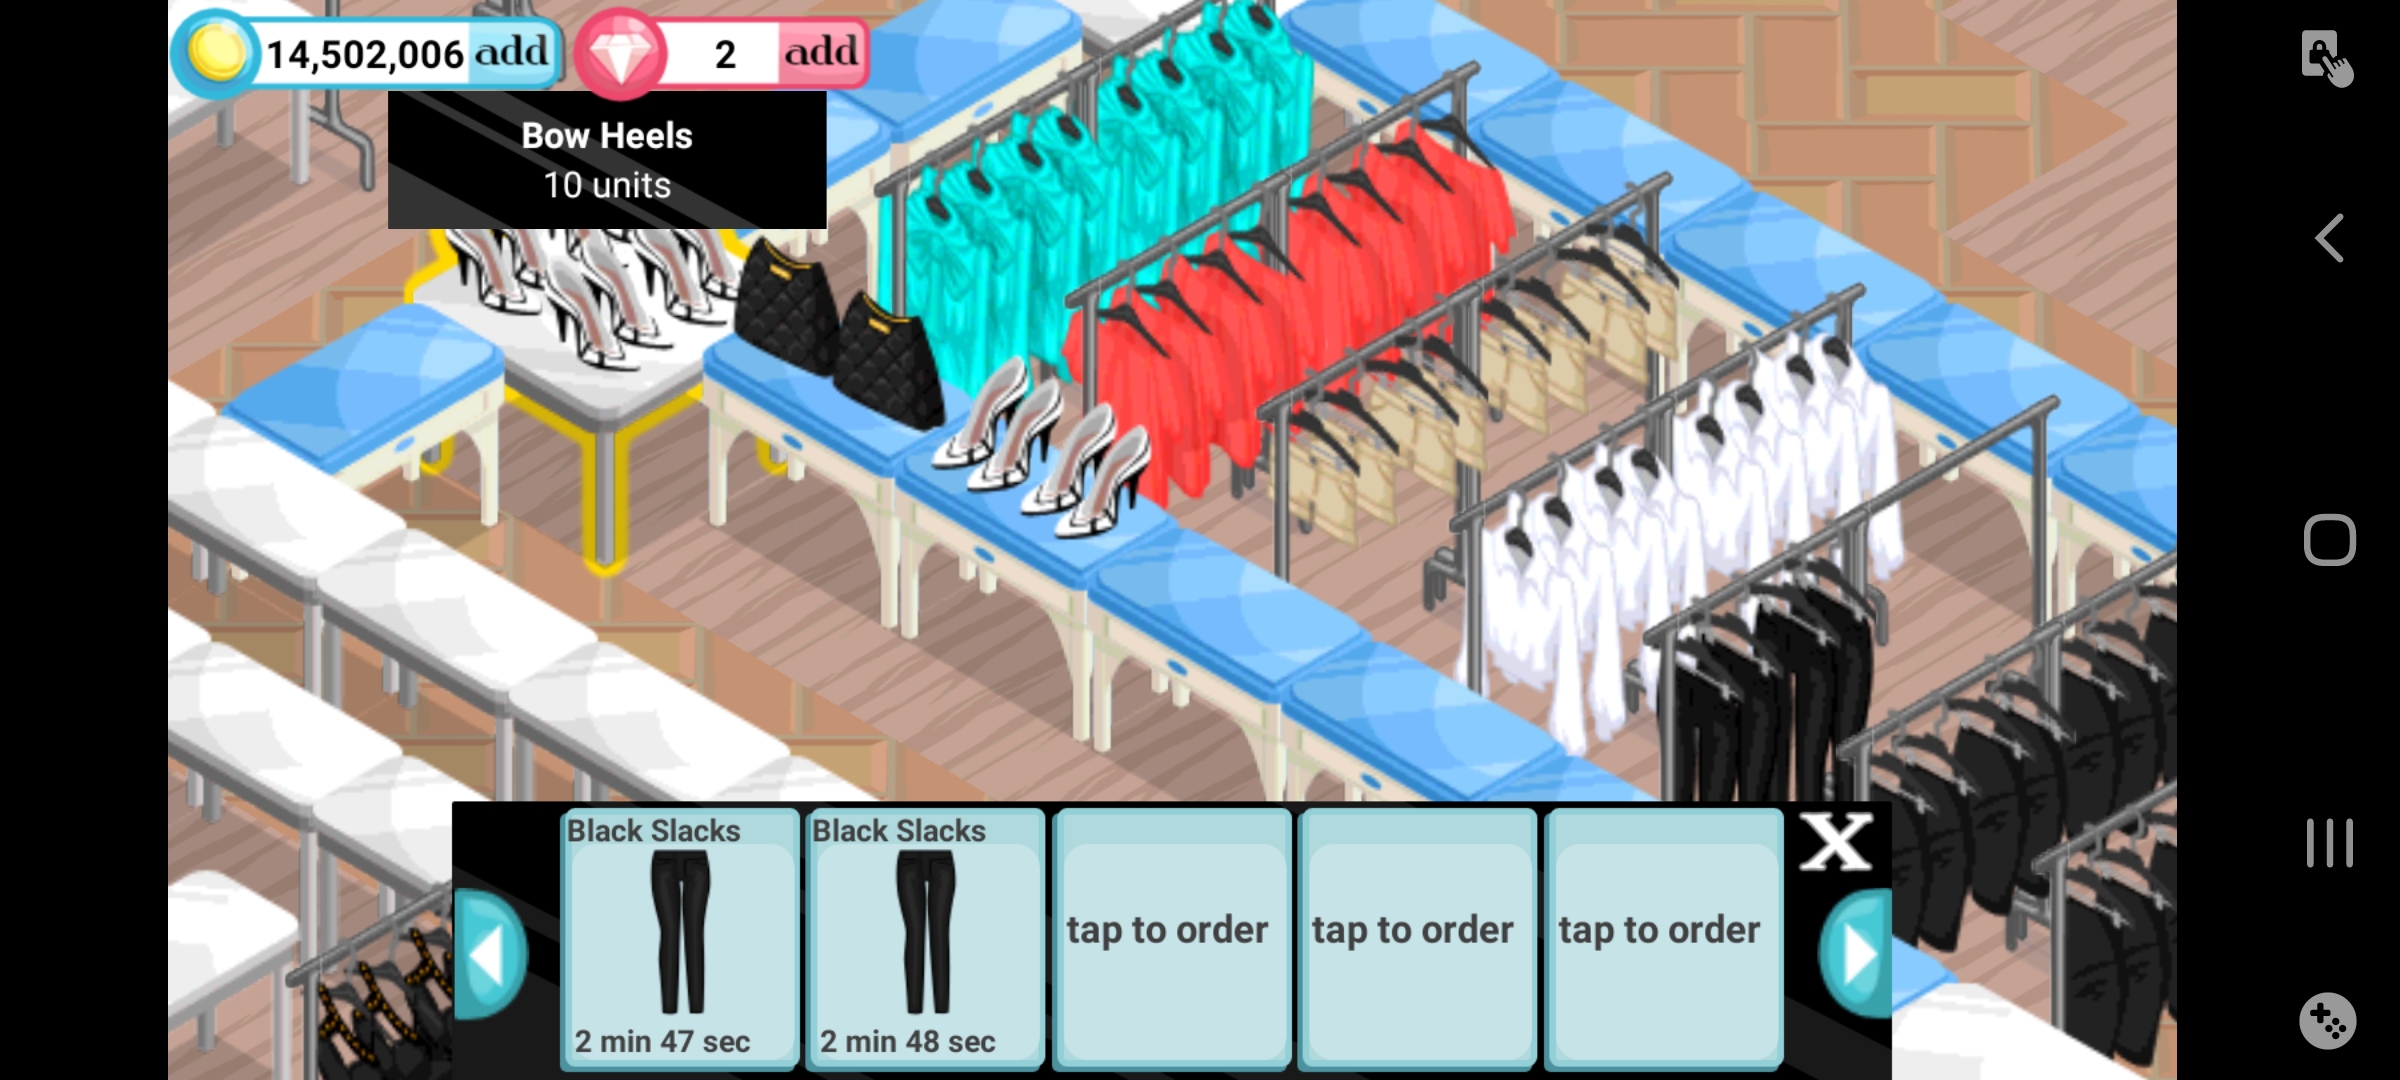 14,502,006 add 2 add
Bow Heels
10 units
Black Slacks Black Slacks
X
tap to order tap to order tap to order
2 min 47 sec 2 min 48 sec